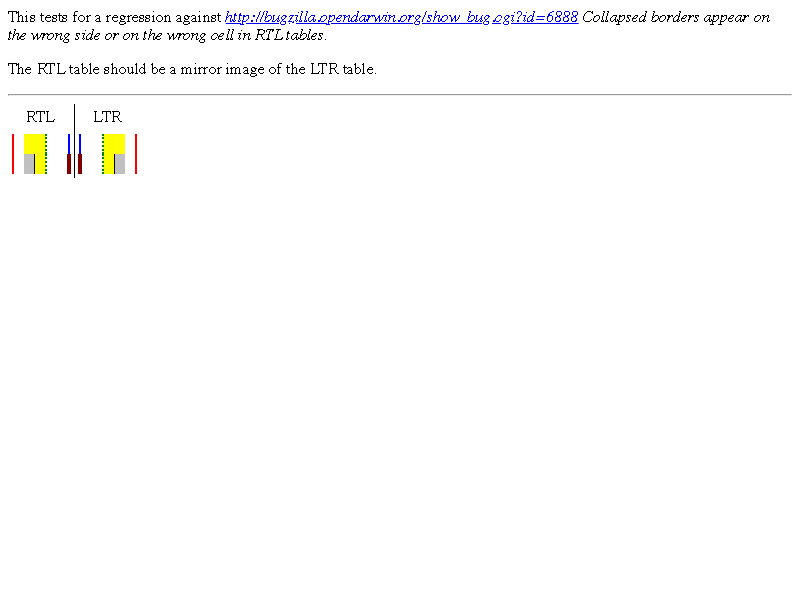 This tests for a regression against http://bugzilla.opendarwin.org/show_bug.cgi?id=6888 Collapsed borders appear on
the wrong side or on the wrong cell in RTL tables.
The RTL table should be a mirror image of the LTR table.
RTL LTR